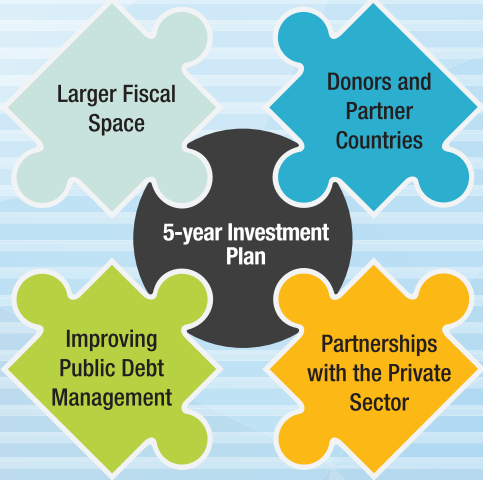 Larger Fiscal
Space
Donors and
Partner
Countries
5-year Investment
Plan
Improving
Public Debt
Management
Partnerships
with the Private
Sector